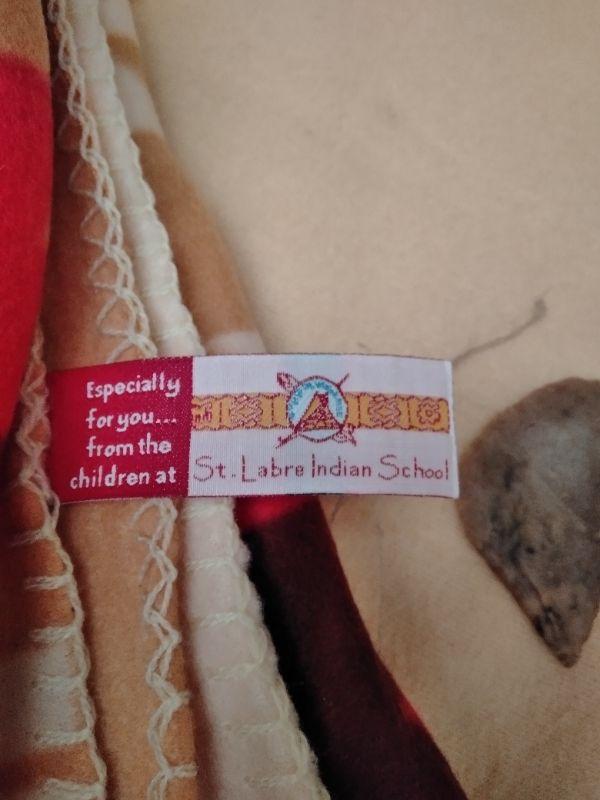 Especially
for you...
from the
children at
St. Labre Indian School